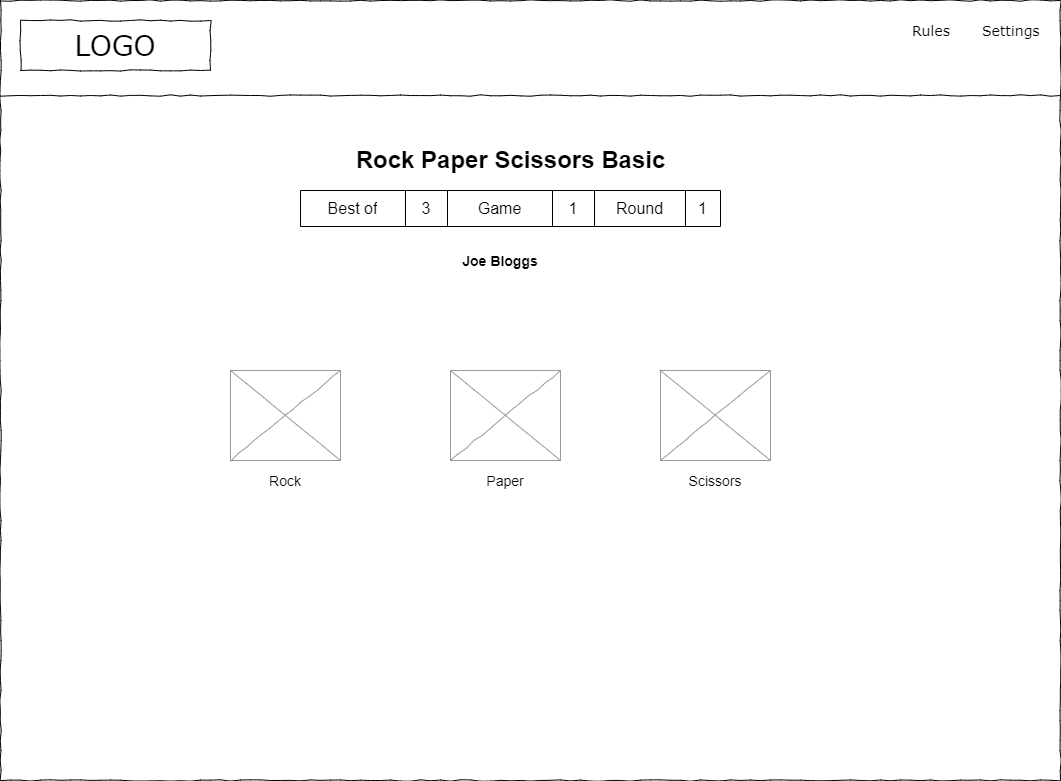 LOGO
Rules Settings
Rock Paper Scissors Basic
Best of 3 Game 1 Round 1
Joe Bloggs
Rock Paper Scissors